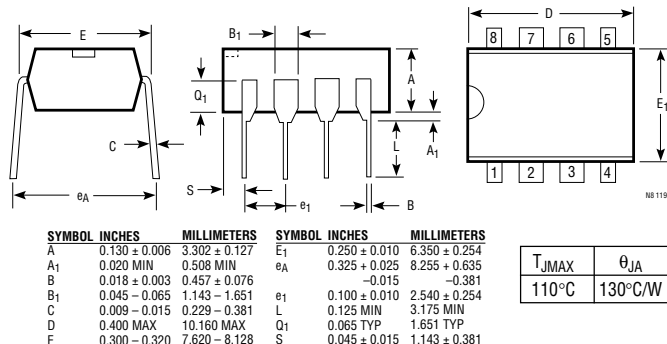 E
B1
A
Q1
C
L
A1
S
e1
B
eA
D
8 7 6 5
E1
1 2 3 4
N8 119
SYMBOL INCHES MILLIMETERS
A 0.130 ± 0.006 3.302 ± 0.127
A1 0.020 MIN 0.508 MIN
B 0.018 ± 0.003 0.457 ± 0.076
B1 0.045 – 0.065 1.143 – 1.651
C 0.009 – 0.015 0.229 – 0.381
D 0.400 MAX 10.160 MAX
E 0.300 – 0.320 7.620 – 8.128
SYMBOL INCHES MILLIMETERS
E1 0.250 ± 0.010 6.350 ± 0.254
eA 0.325 + 0.025 8.255 + 0.635
–0.015 –0.381
e1 0.100 ± 0.010 2.540 ± 0.254
L 0.125 MIN 3.175 MIN
Q1 0.065 TYP 1.651 TYP
S 0.045 ± 0.015 1.143 ± 0.381
TJMAX θJA
110°C 130°C/W